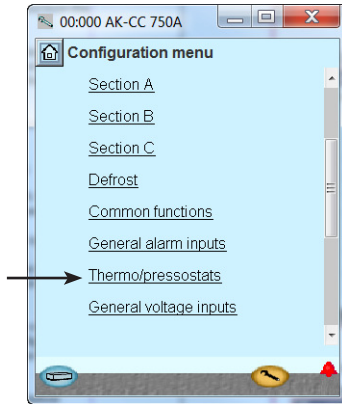 00:000 AK-CC 750A
Configuration menu
Section A
Section B
Section C
Defrost
Common functions
General alarm inputs
Thermo/pressostats
General voltage inputs